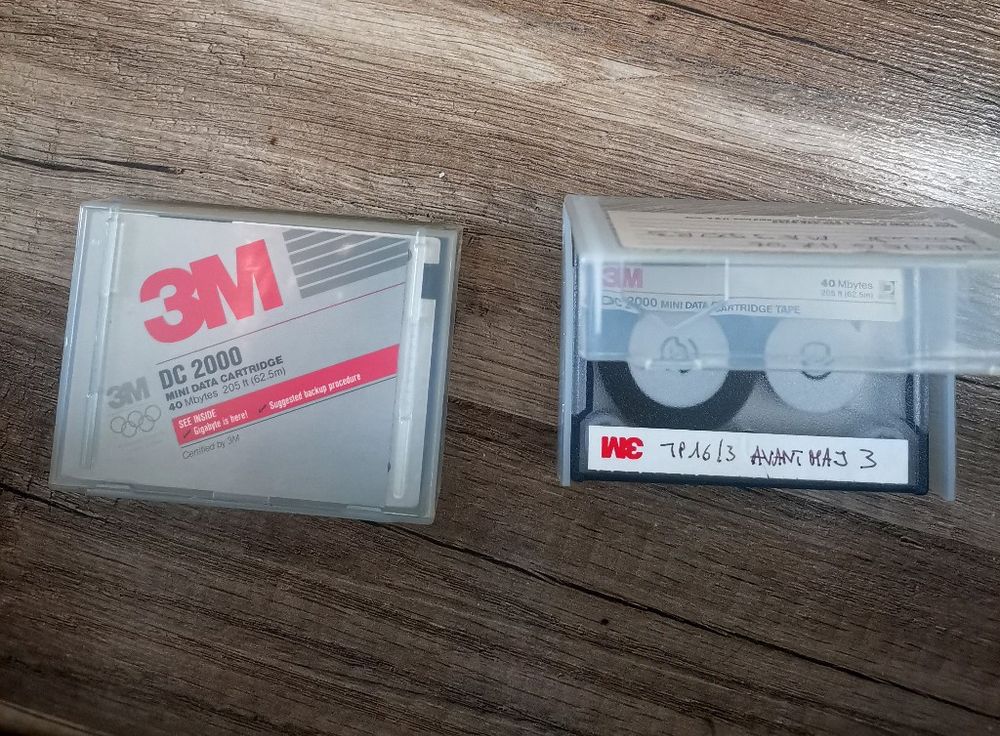 3M
3M
DC 2000
MINI DATA CARTRIDGE
40 Mbytes 205 ft (62.5m)
SEE INSIDE
Gigabyte is here! Suggested backup procedure
Certified by 3M
3M
40 Mbytes
205 ft (62.5m)
DC 2000 MINI DATA CARTRIDGE TAPE
3M TP16/3 AVANT MAJ 3